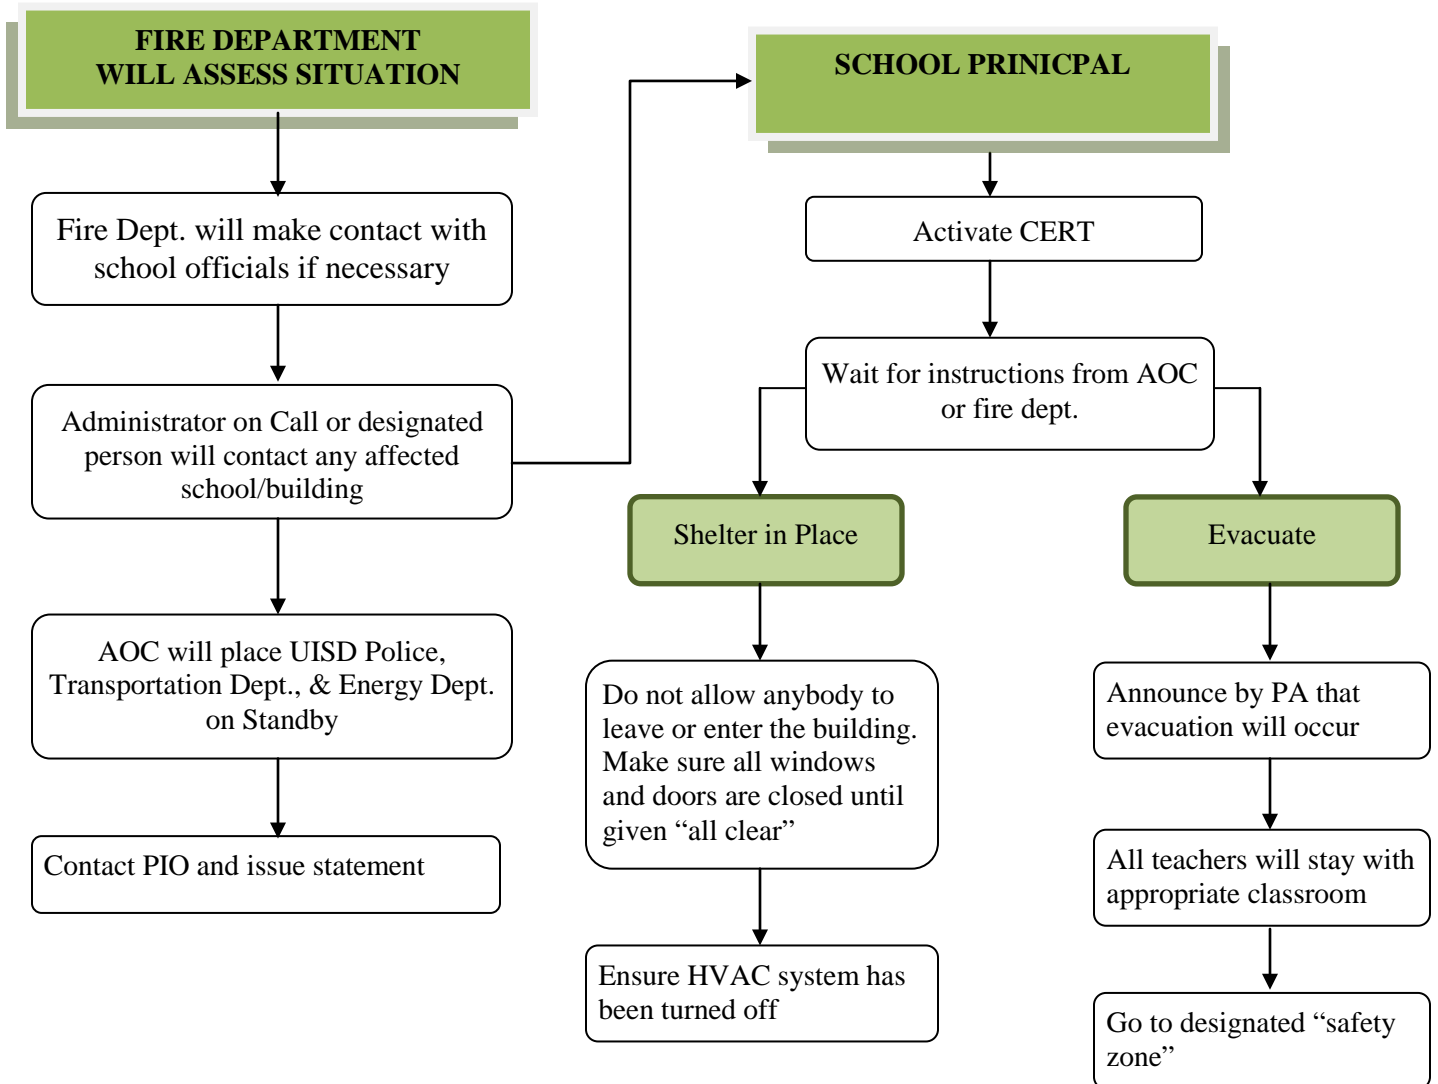 FIRE DEPARTMENT
WILL ASSESS SITUATION
Fire Dept. will make contact with
school officials if necessary
Administrator on Call or designated
person will contact any affected
school/building
AOC will place UISD Police,
Transportation Dept., & Energy Dept.
on Standby
Contact PIO and issue statement
SCHOOL PRINICPAL
Activate CERT
Wait for instructions from AOC
or fire dept.
Shelter in Place
Do not allow anybody to
leave or enter the building.
Make sure all windows
and doors are closed until
given “all clear”
Ensure HVAC system has
been turned off
Evacuate
Announce by PA that
evacuation will occur
All teachers will stay with
appropriate classroom
Go to designated “safety
zone”